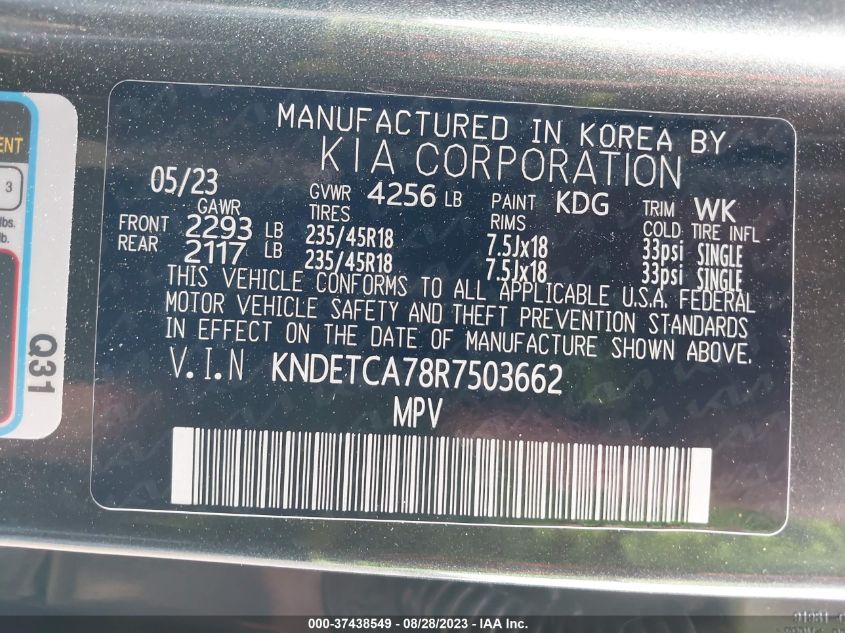 MANUFACTURED IN KOREA BY
KIA CORPORATION
05/23 GVWR 4256 LB PAINT KDG TRIM WK
GAWR TIRES RIMS COLD TIRE INFL
FRONT 2293 LB 235/45R18 7.5Jx18 33psi SINGLE
REAR 2117 LB 235/45R18 7.5Jx18 33psi SINGLE
THIS VEHICLE CONFORMS TO ALL APPLICABLE U.S.A. FEDERAL
MOTOR VEHICLE SAFETY AND THEFT PREVENTION STANDARDS
IN EFFECT ON THE DATE OF MANUFACTURE SHOWN ABOVE.
V.I.N KNDETCA78R7503662
MPV
3
lbs.
lb.
Q31
000-37438549 - 08/28/2023 - IAA Inc.